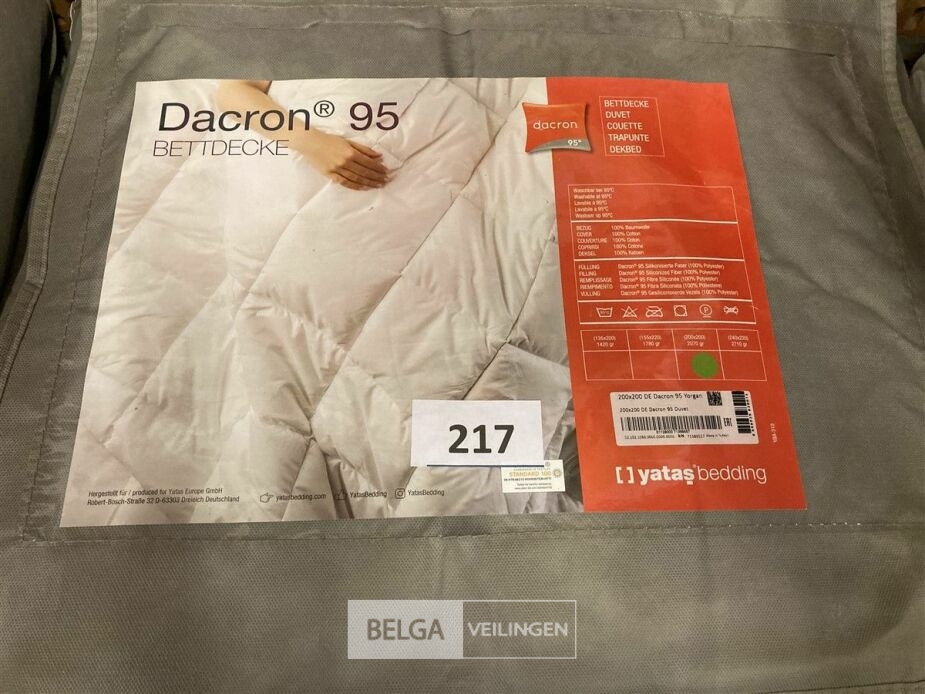 Dacron® 95
BETTDECKE
dacron
95°
BETTDECKE
DUVET
COUETTE
TRAPUNTE
DEKBED
Waschbar bei 95°C
Washable at 95°C
Lavable à 95°C
Lavabile a 95°C
Wasbaar op 95°C
BEZUG 100% Baumwolle
COVER 100% Cotton
COUVERTURE 100% Coton
COPRIRSI 100% Cotone
DEKSEL 100% Katoen
FÜLLUNG Dacron® 95 Silikonisierte Faser (100% Polyester)
FILLING Dacron® 95 Siliconized Fiber (100% Polyester)
REMPLISSAGE Dacron® 95 Fibra Siliconite (100% Polyester)
RIEMPIMENTO Dacron® 95 Fibra Siliconata (100% Poliestere)
VULLING Dacron® 95 Gesiliconiseerde Vezels (100% Polyester)
(135x200) (155x220) (200x200) (240x220)
1420 gr 1780 gr 2070 gr 2710 gr
200x200 DE Dacron 95 Yorgan
200x200 DE Dacron 95 Duvet
217
STANDARD 100
yataş bedding
Hergestellt für / produced for Yatas Europe GmbH
Robert-Bosch-Straße 32 D-63303 Dreieich Deutschland
yatasbedding.com
YatasBedding
YatasBedding
BELGA VEILINGEN